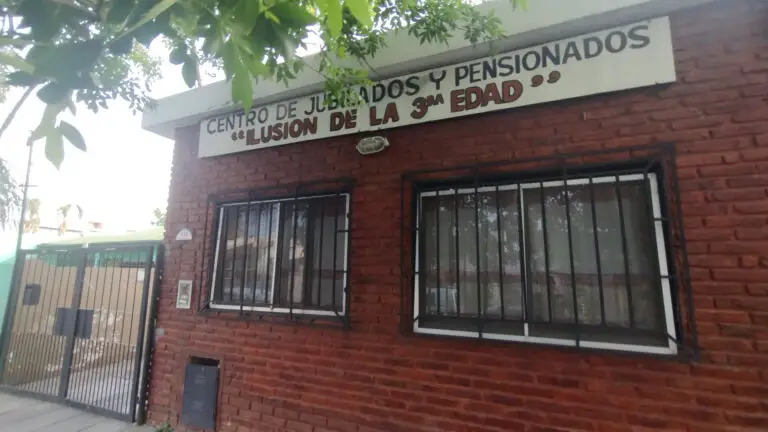 CENTRO DE JUBILADOS Y PENSIONADOS
“ILUSION DE LA 3RA EDAD”